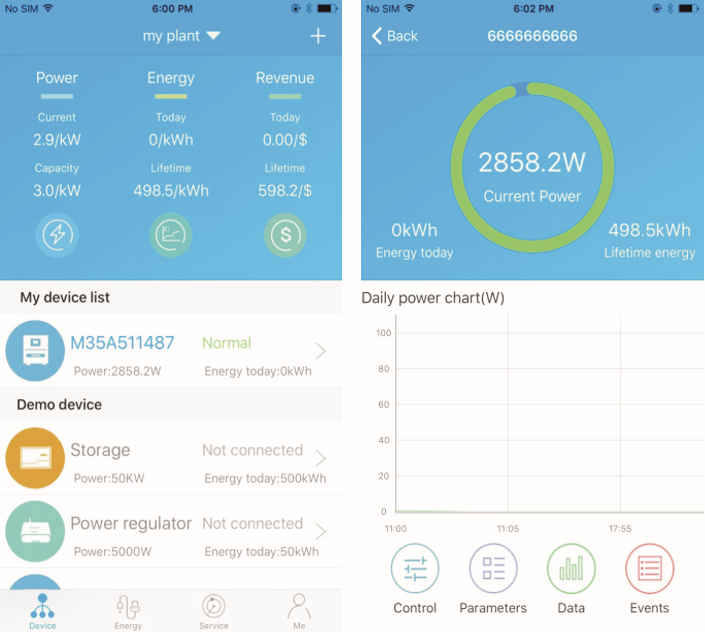 No SIM 6:00 PM
my plant +
Power Energy Revenue
Current Today Today
2.9/kW 0/kWh 0.00/$
Capacity Lifetime Lifetime
3.0/kW 498.5/kWh 598.2/$
$
My device list
M35A511487 Normal
Power:2858.2W Energy today:0kWh
Demo device
Storage Not connected
Power:50KW Energy today:500kWh
Power regulator Not connected
Power:5000W Energy today:50kWh
Device Energy Service Me
No SIM 6:02 PM
Back 6666666666
2858.2W
Current Power
0kWh 498.5kWh
Energy today Lifetime energy
Daily power chart(W)
100
80
60
40
20
0
11:00 11:05 17:55
Control Parameters Data Events